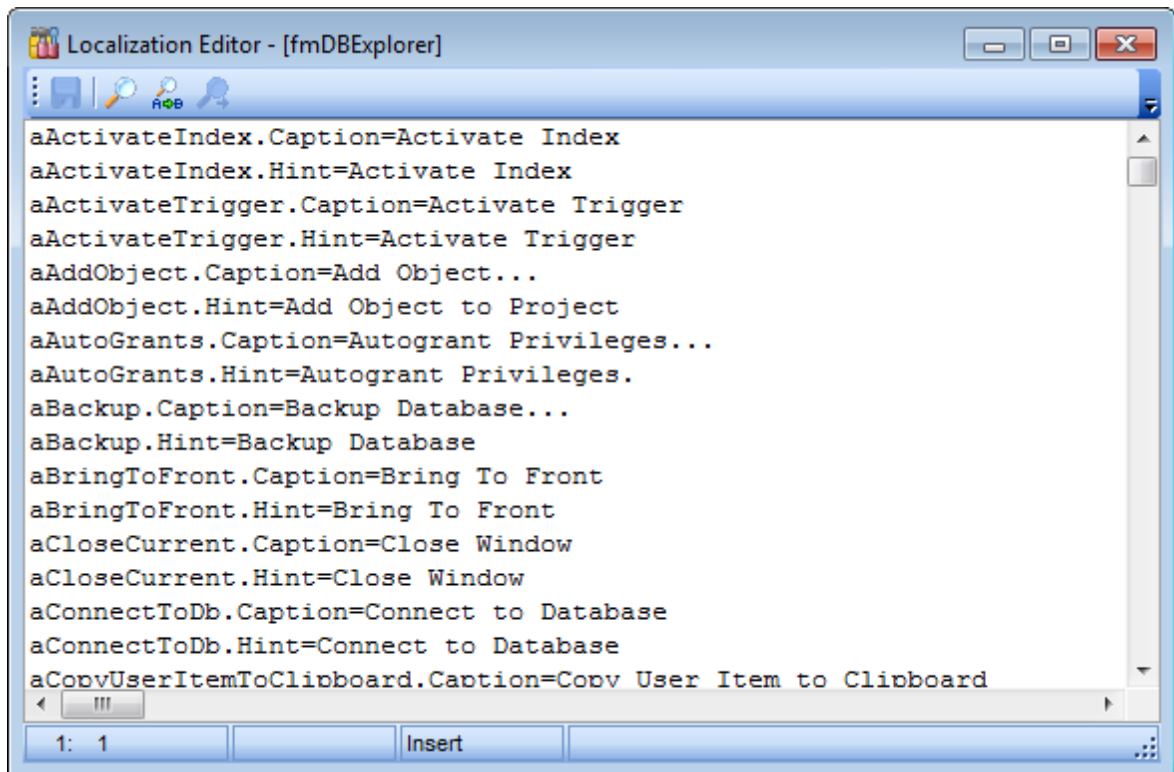 Localization Editor - [fmDBExplorer]
A B
aActivateIndex.Caption=Activate Index
aActivateIndex.Hint=Activate Index
aActivateTrigger.Caption=Activate Trigger
aActivateTrigger.Hint=Activate Trigger
aAddObject.Caption=Add Object...
aAddObject.Hint=Add Object to Project
aAutoGrants.Caption=Autogrant Privileges...
aAutoGrants.Hint=Autogrant Privileges.
aBackup.Caption=Backup Database...
aBackup.Hint=Backup Database
aBringToFront.Caption=Bring To Front
aBringToFront.Hint=Bring To Front
aCloseCurrent.Caption=Close Window
aCloseCurrent.Hint=Close Window
aConnectToDb.Caption=Connect to Database
aConnectToDb.Hint=Connect to Database
aCopyUserItemToClipboard.Caption=Copy User Item to Clipboard
1: 1 Insert